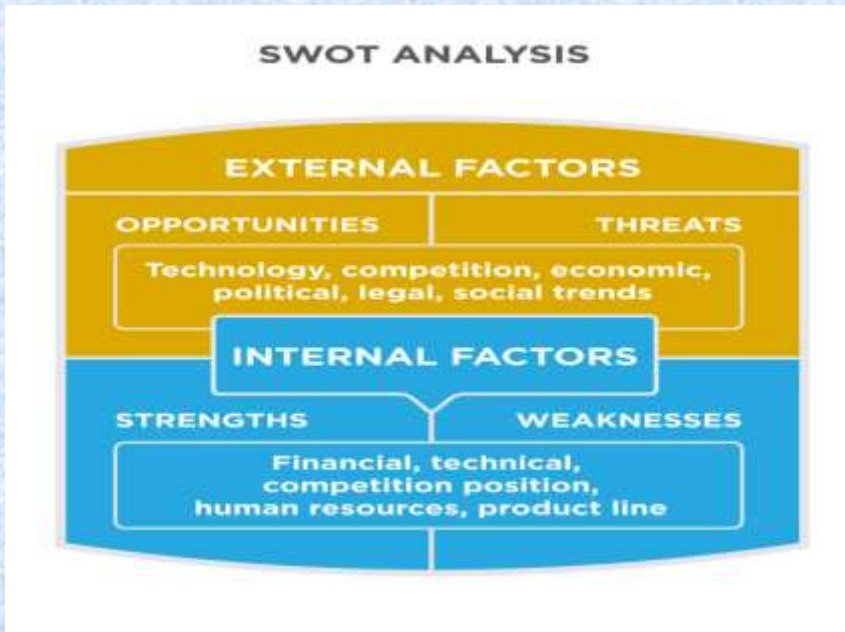 SWOT ANALYSIS
EXTERNAL FACTORS
OPPORTUNITIES
THREATS
Technology, competition, economic,
political, legal, social trends
INTERNAL FACTORS
STRENGTHS
WEAKNESSES
Financial, technical,
competition position,
human resources, product line